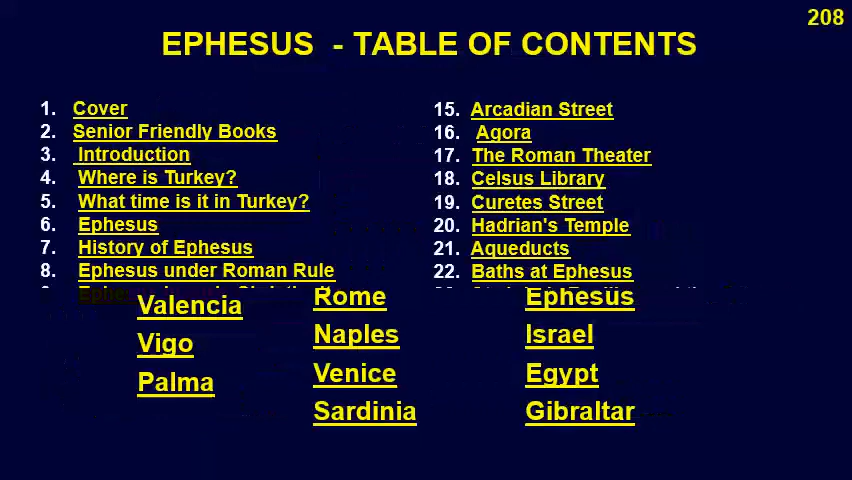 208
EPHESUS - TABLE OF CONTENTS
1. Cover
2. Senior Friendly Books
3. Introduction
4. Where is Turkey?
5. What time is it in Turkey?
6. Ephesus
7. History of Ephesus
8. Ephesus under Roman Rule
15. Arcadian Street
16. Agora
17. The Roman Theater
18. Celsus Library
19. Curetes Street
20. Hadrian's Temple
21. Aqueducts
22. Baths at Ephesus
Valencia
Vigo
Palma
Rome
Naples
Venice
Sardinia
Ephesus
Israel
Egypt
Gibraltar